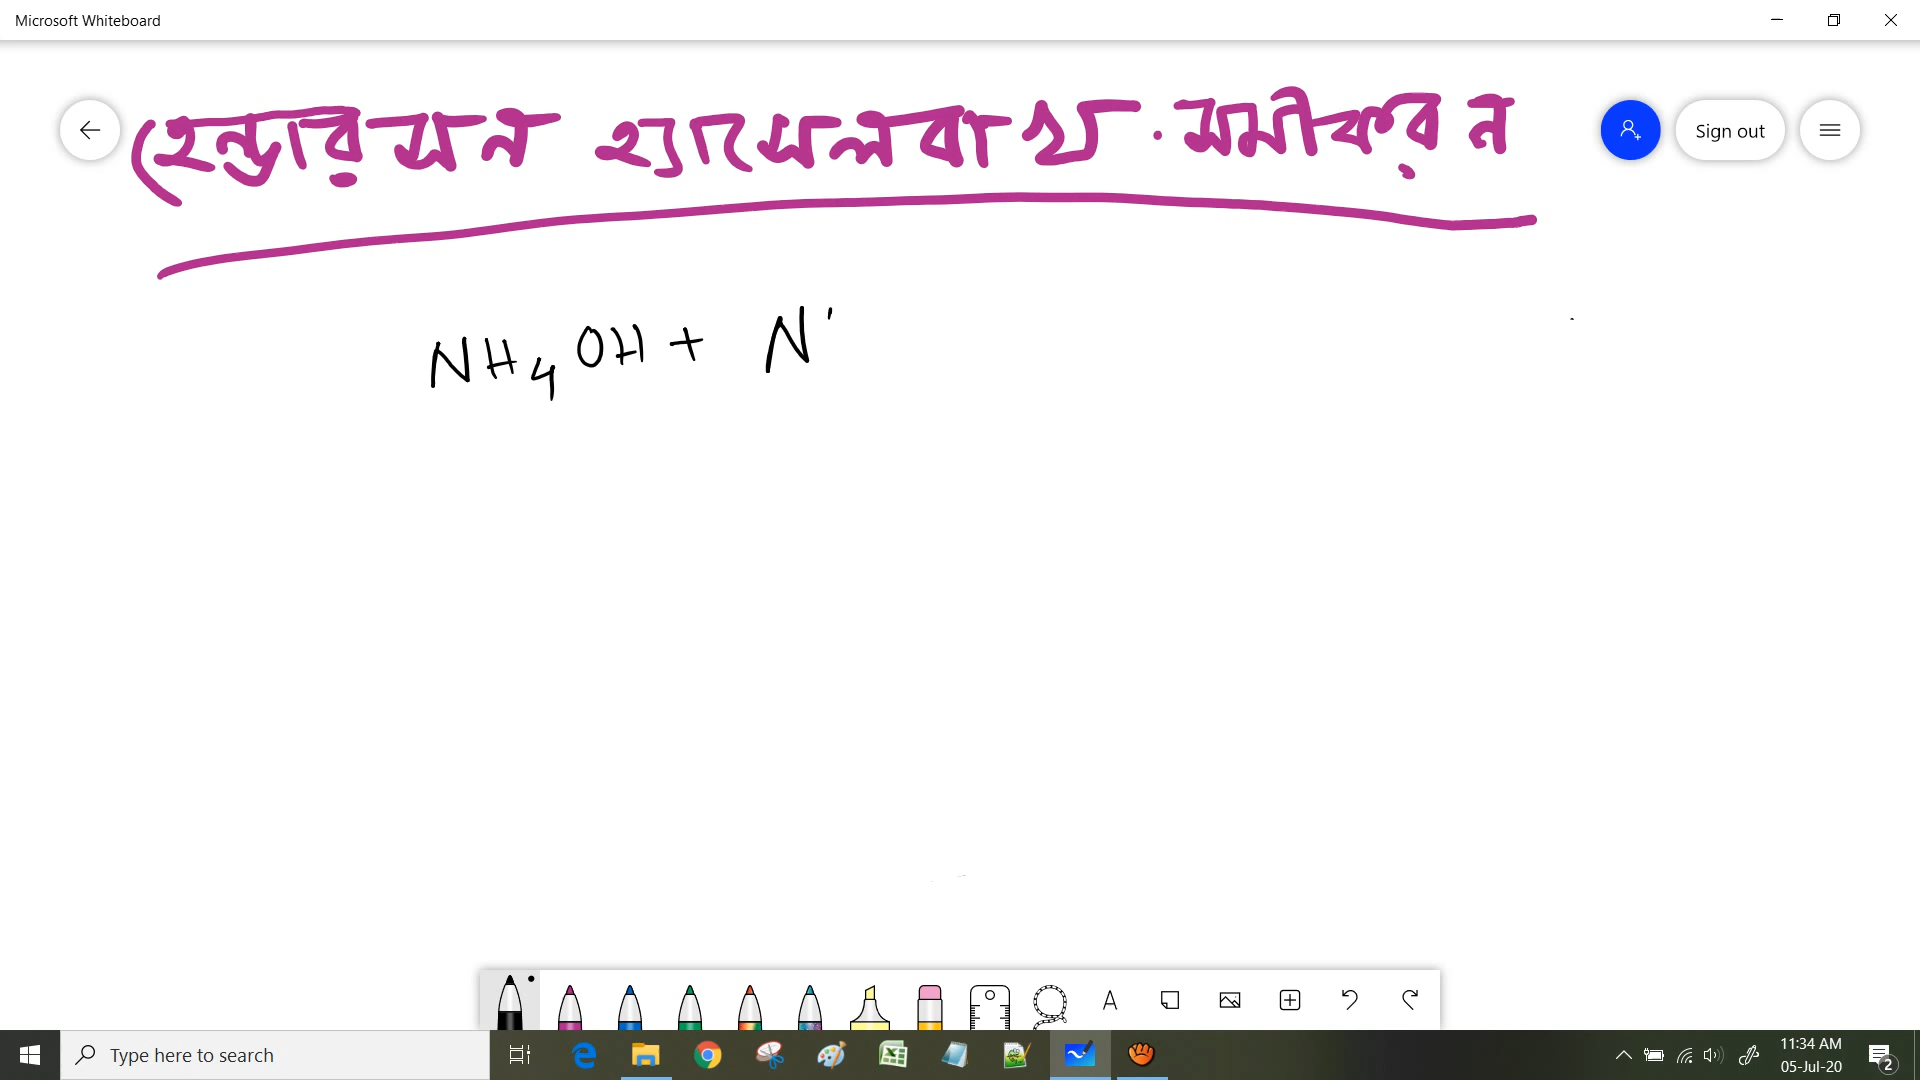 Microsoft Whiteboard
হেন্ডারসন হ্যাসেলবাখ সমীকরন
Sign out
NH4OH + N'
A
Type here to search
11:34 AM
05-Jul-20
2